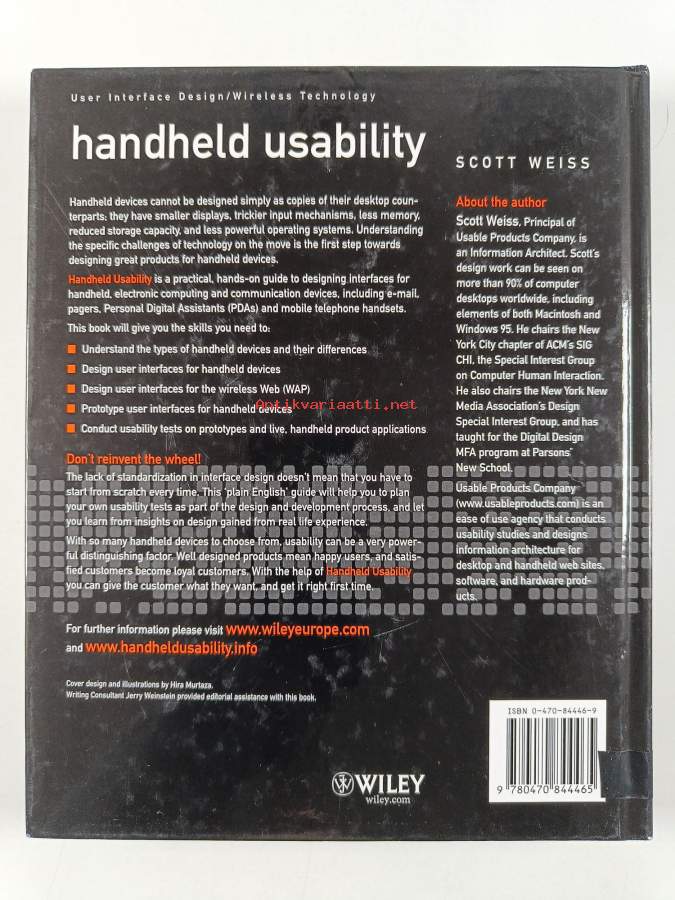 User Interface Design/Wireless Technology
handheld usability
Handheld devices cannot be designed simply as copies of their desktop coun-
terparts; they have smaller displays, trickier input mechanisms, less memory,
reduced storage capacity, and less powerful operating systems. Understanding
the specific challenges of technology on the move is the first step towards
designing great products for handheld devices.
Handheld Usability is a practical, hands-on guide to designing interfaces for
handheld, electronic computing and communication devices, including e-mail,
pagers, Personal Digital Assistants (PDAs) and mobile telephone handsets.
This book will give you the skills you need to:
Understand the types of handheld devices and their differences
Design user interfaces for handheld devices
Design user interfaces for the wireless Web (WAP)
Prototype user interfaces for handheld devices
Antikvariaatti.net
Conduct usability tests on prototypes and live, handheld product applications
Don't reinvent the wheel!
The lack of standardization in interface design doesn't mean that you have to
start from scratch every time. This 'plain English' guide will help you to plan
your own usability tests as part of the design and development process, and let
you learn from insights on design gained from real life experience.
With so many handheld devices to choose from, usability can be a very power-
ful distinguishing factor. Well designed products mean happy users, and satis-
fied customers become loyal customers. With the help of Handheld Usability
you can give the customer what they want, and get it right first time.
For further information please visit www.wileyeurope.com
and www.handheldusability.info
Cover design and illustrations by Hira Murtaza.
Writing Consultant Jerry Weinstein provided editorial assistance with this book.
SCOTT WEISS
About the author
Scott Weiss, Principal of
Usable Products Company, is
an Information Architect. Scott's
design work can be seen on
more than 90% of computer
desktops worldwide, including
elements of both Macintosh and
Windows 95. He chairs the New
York City chapter of ACM's SIG
CHI, the Special Interest Group
on Computer Human Interaction.
He also chairs the New York New
Media Association's Design
Special Interest Group, and has
taught for the Digital Design
MFA program at Parsons'
New School.
Usable Products Company
(www.usableproducts.com) is an
ease of use agency that conducts
usability studies and designs
information architecture for
desktop and handheld web sites,
software, and hardware prod-
ucts.
WILEY
wiley.com
ISBN 0-470-84446-9
9 780470 844465